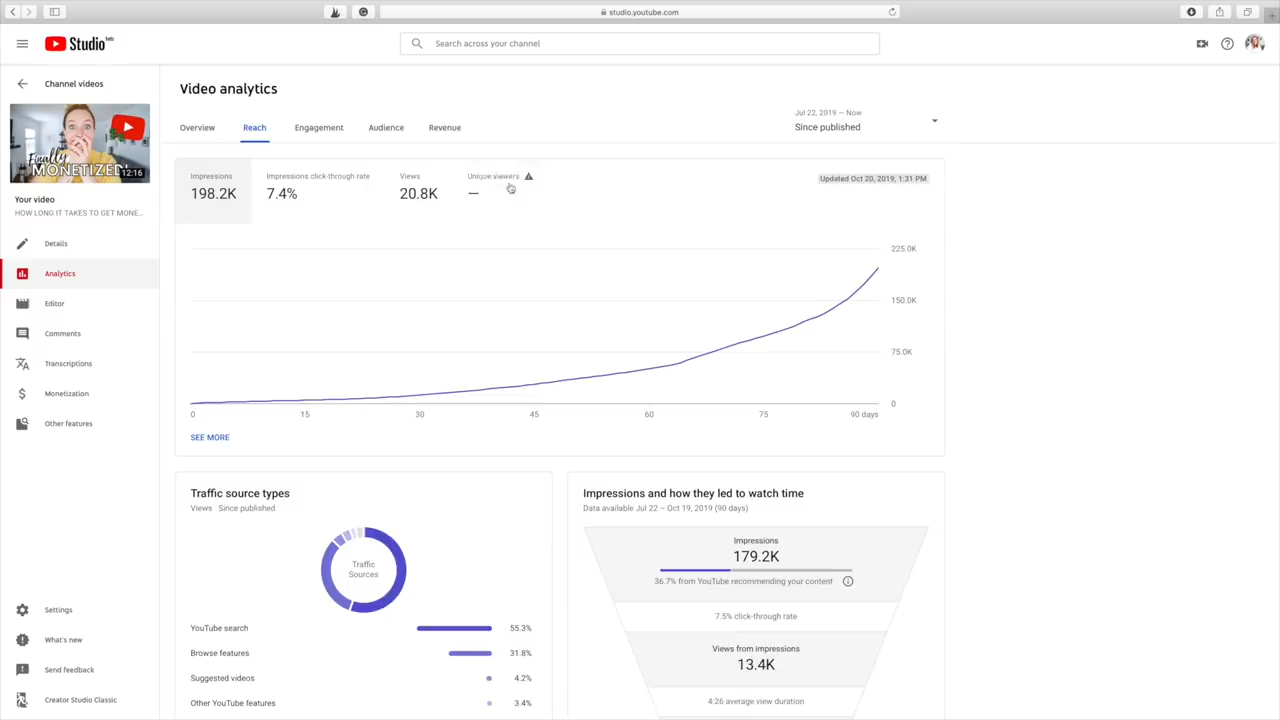 studio.youtube.com
Studio beta
Search across your channel
Channel videos
Finally
MONETIZED!
12:16
Your video
HOW LONG IT TAKES TO GET MONE...
Details
Analytics
Editor
Comments
Transcriptions
Monetization
Other features
Settings
What's new
Send feedback
Creator Studio Classic
Video analytics
Overview
Reach
Engagement
Audience
Revenue
Jul 22, 2019 — Now
Since published
Impressions
198.2K
Impressions click-through rate
7.4%
Views
20.8K
Unique viewers
—
Updated Oct 20, 2019, 1:31 PM
225.0K
150.0K
75.0K
0
0 15 30 45 60 75 90 days
SEE MORE
Traffic source types
Views Since published
Traffic
Sources
YouTube search 55.3%
Browse features 31.8%
Suggested videos 4.2%
Other YouTube features 3.4%
Impressions and how they led to watch time
Data available Jul 22 – Oct 19, 2019 (90 days)
Impressions
179.2K
36.7% from YouTube recommending your content
7.5% click-through rate
Views from impressions
13.4K
4:26 average view duration